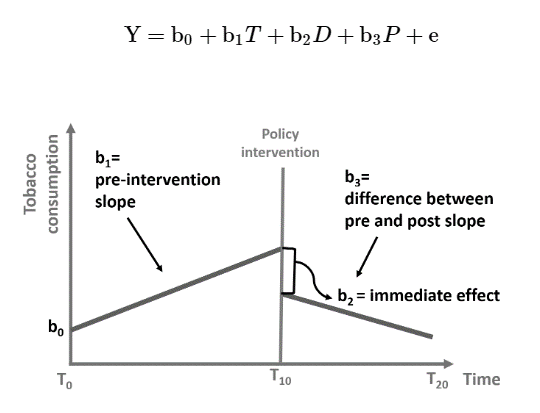 Y = b₀ + b₁T + b₂D + b₃P + e
Policy
intervention
Tobacco
consumption
b₁=
pre-intervention
slope
b₃=
difference between
pre and post slope
b₂ = immediate effect
b₀
T₀
T₁₀
T₂₀ Time